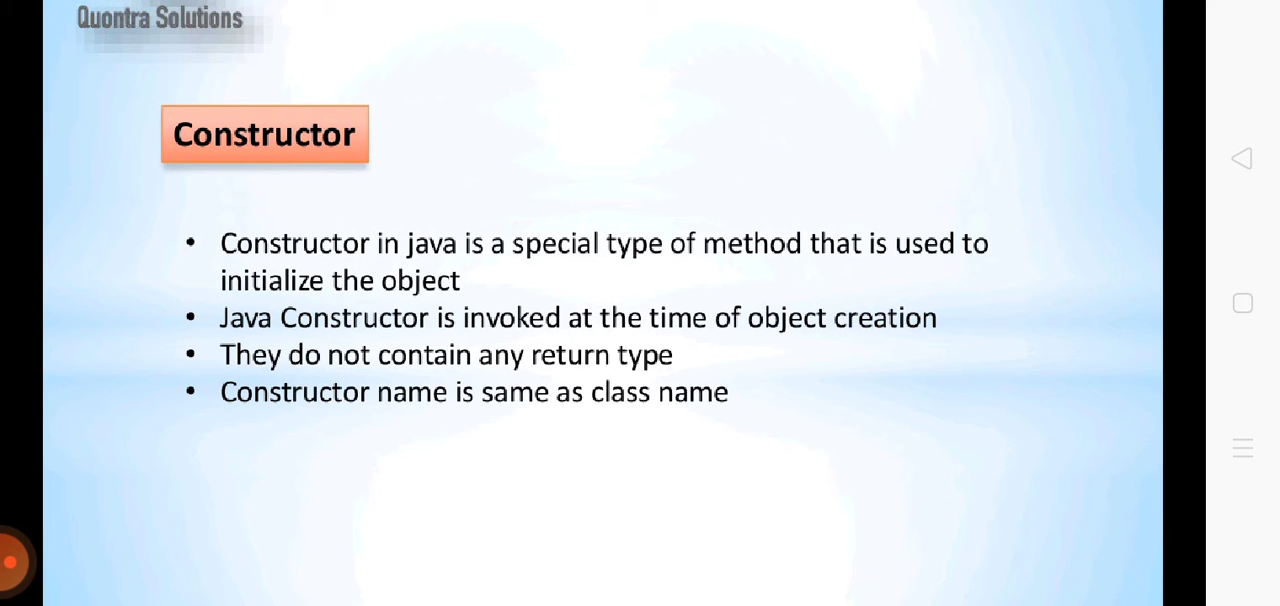 Quontra Solutions
Constructor
• Constructor in java is a special type of method that is used to
initialize the object
• Java Constructor is invoked at the time of object creation
• They do not contain any return type
• Constructor name is same as class name